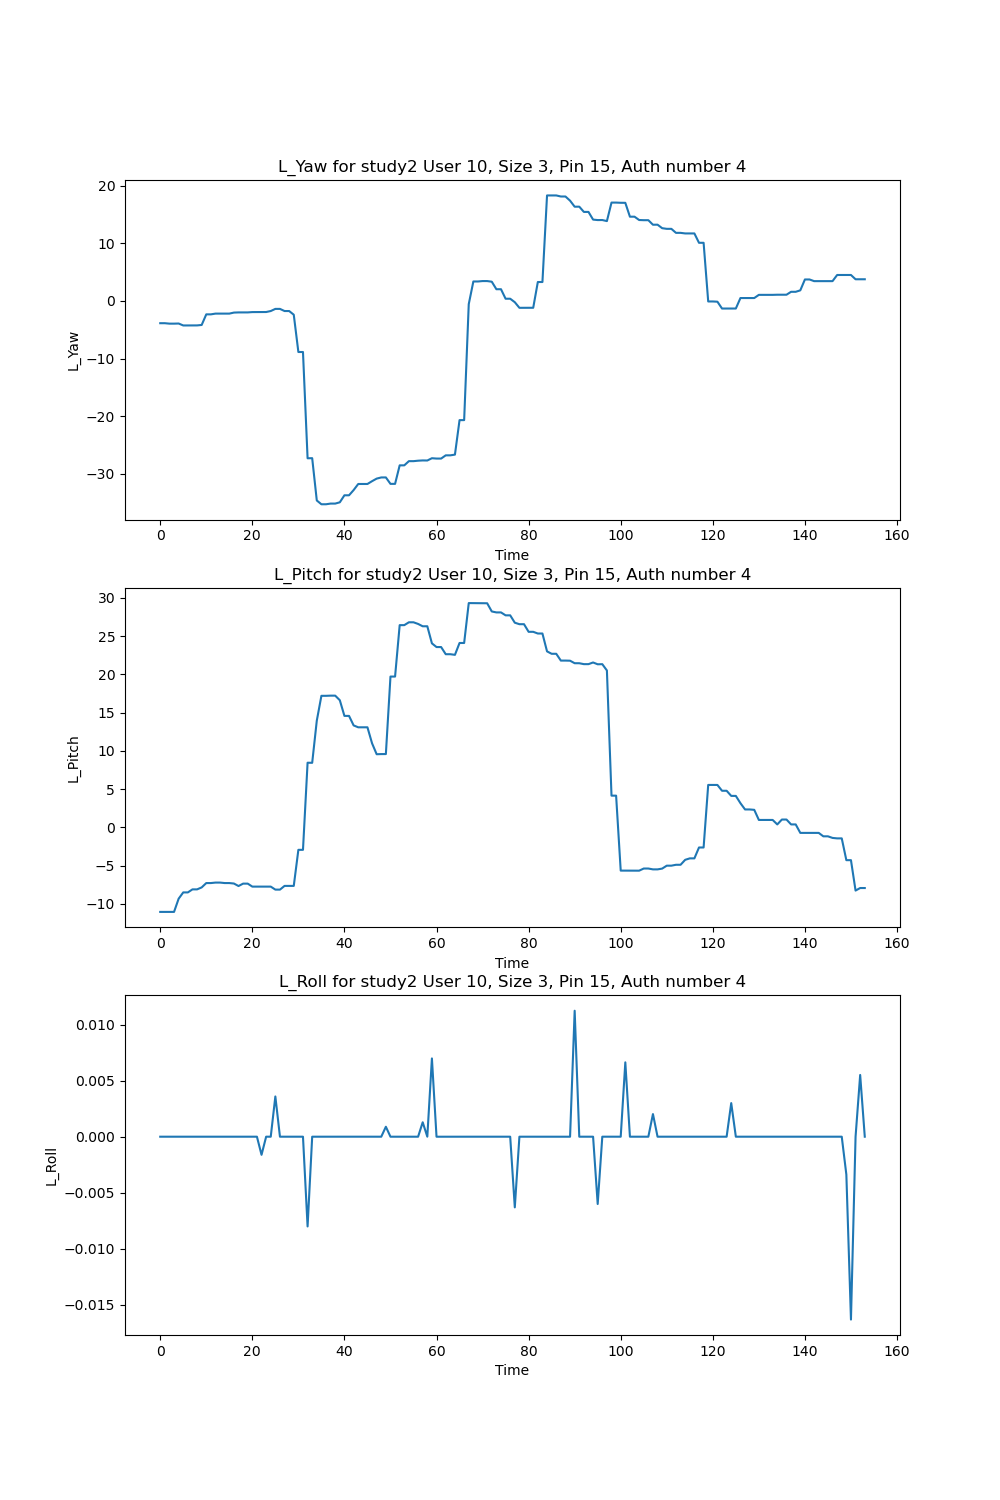 L_Yaw for study2 User 10, Size 3, Pin 15, Auth number 4
20
10
0
−10
−20
−30
L_Yaw
0 20 40 60 80 100 120 140 160
Time
L_Pitch for study2 User 10, Size 3, Pin 15, Auth number 4
30
25
20
15
10
5
0
−5
−10
L_Pitch
0 20 40 60 80 100 120 140 160
Time
L_Roll for study2 User 10, Size 3, Pin 15, Auth number 4
0.010
0.005
0.000
−0.005
−0.010
−0.015
L_Roll
0 20 40 60 80 100 120 140 160
Time